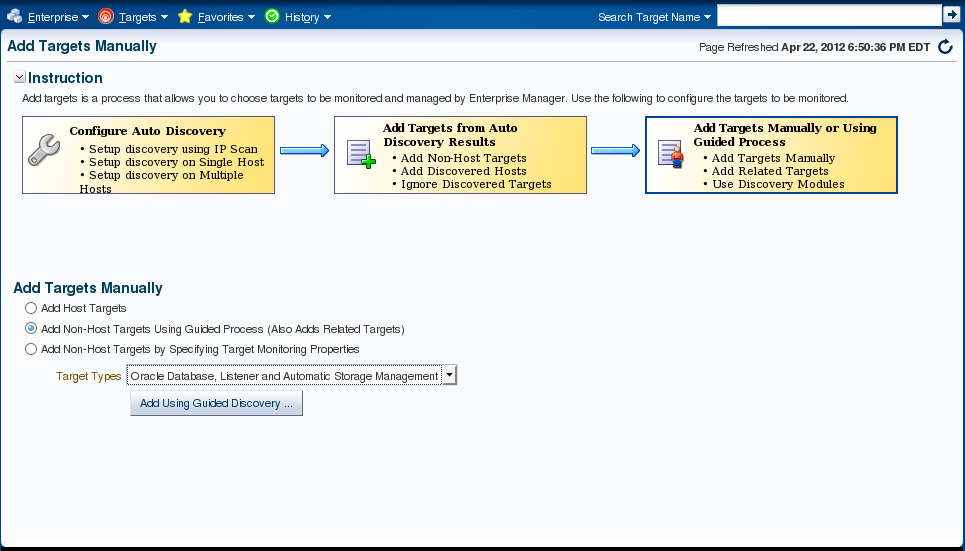 Enterprise Targets Favorites History Search Target Name
Add Targets Manually Page Refreshed Apr 22, 2012 6:50:36 PM EDT
Instruction
Add targets is a process that allows you to choose targets to be monitored and managed by Enterprise Manager. Use the following to configure the targets to be monitored.
Configure Auto Discovery
• Setup discovery using IP Scan
• Setup discovery on Single Host
• Setup discovery on Multiple
Hosts
Add Targets from Auto
Discovery Results
• Add Non-Host Targets
• Add Discovered Hosts
• Ignore Discovered Targets
Add Targets Manually or Using
Guided Process
• Add Targets Manually
• Add Related Targets
• Use Discovery Modules
Add Targets Manually
Add Host Targets
Add Non-Host Targets Using Guided Process (Also Adds Related Targets)
Add Non-Host Targets by Specifying Target Monitoring Properties
Target Types Oracle Database, Listener and Automatic Storage Management
Add Using Guided Discovery ...